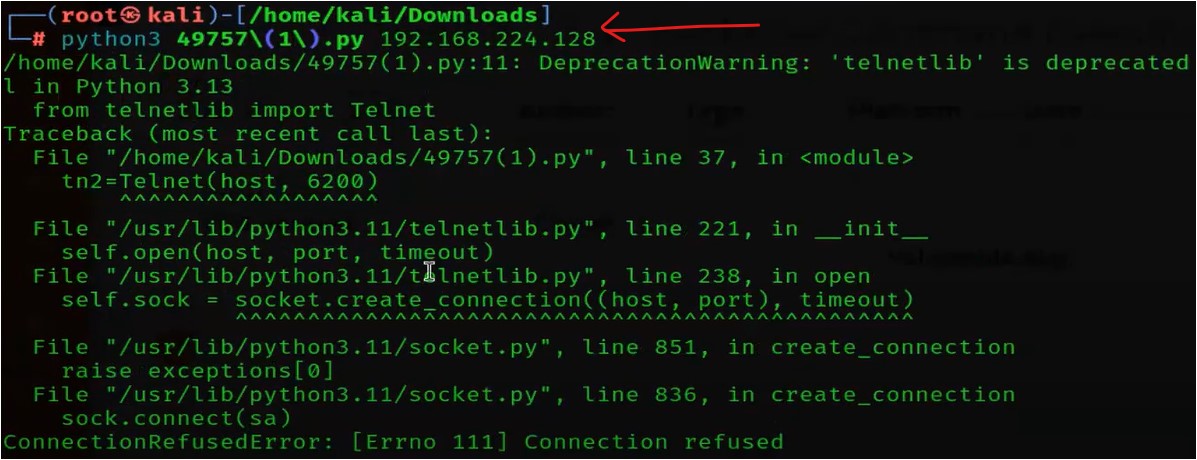 ┌──(root㉿kali)-[/home/kali/Downloads]
└─# python3 49757\(1\).py 192.168.224.128
/home/kali/Downloads/49757(1).py:11: DeprecationWarning: 'telnetlib' is deprecated
l in Python 3.13
  from telnetlib import Telnet
Traceback (most recent call last):
  File "/home/kali/Downloads/49757(1).py", line 37, in <module>
    tn2=Telnet(host, 6200)
        ^^^^^^^^^^^^^^^^^^
  File "/usr/lib/python3.11/telnetlib.py", line 221, in __init__
    self.open(host, port, timeout)
  File "/usr/lib/python3.11/telnetlib.py", line 238, in open
    self.sock = socket.create_connection((host, port), timeout)
                ^^^^^^^^^^^^^^^^^^^^^^^^^^^^^^^^^^^^^^^^^^^^^^^
  File "/usr/lib/python3.11/socket.py", line 851, in create_connection
    raise exceptions[0]
  File "/usr/lib/python3.11/socket.py", line 836, in create_connection
    sock.connect(sa)
ConnectionRefusedError: [Errno 111] Connection refused